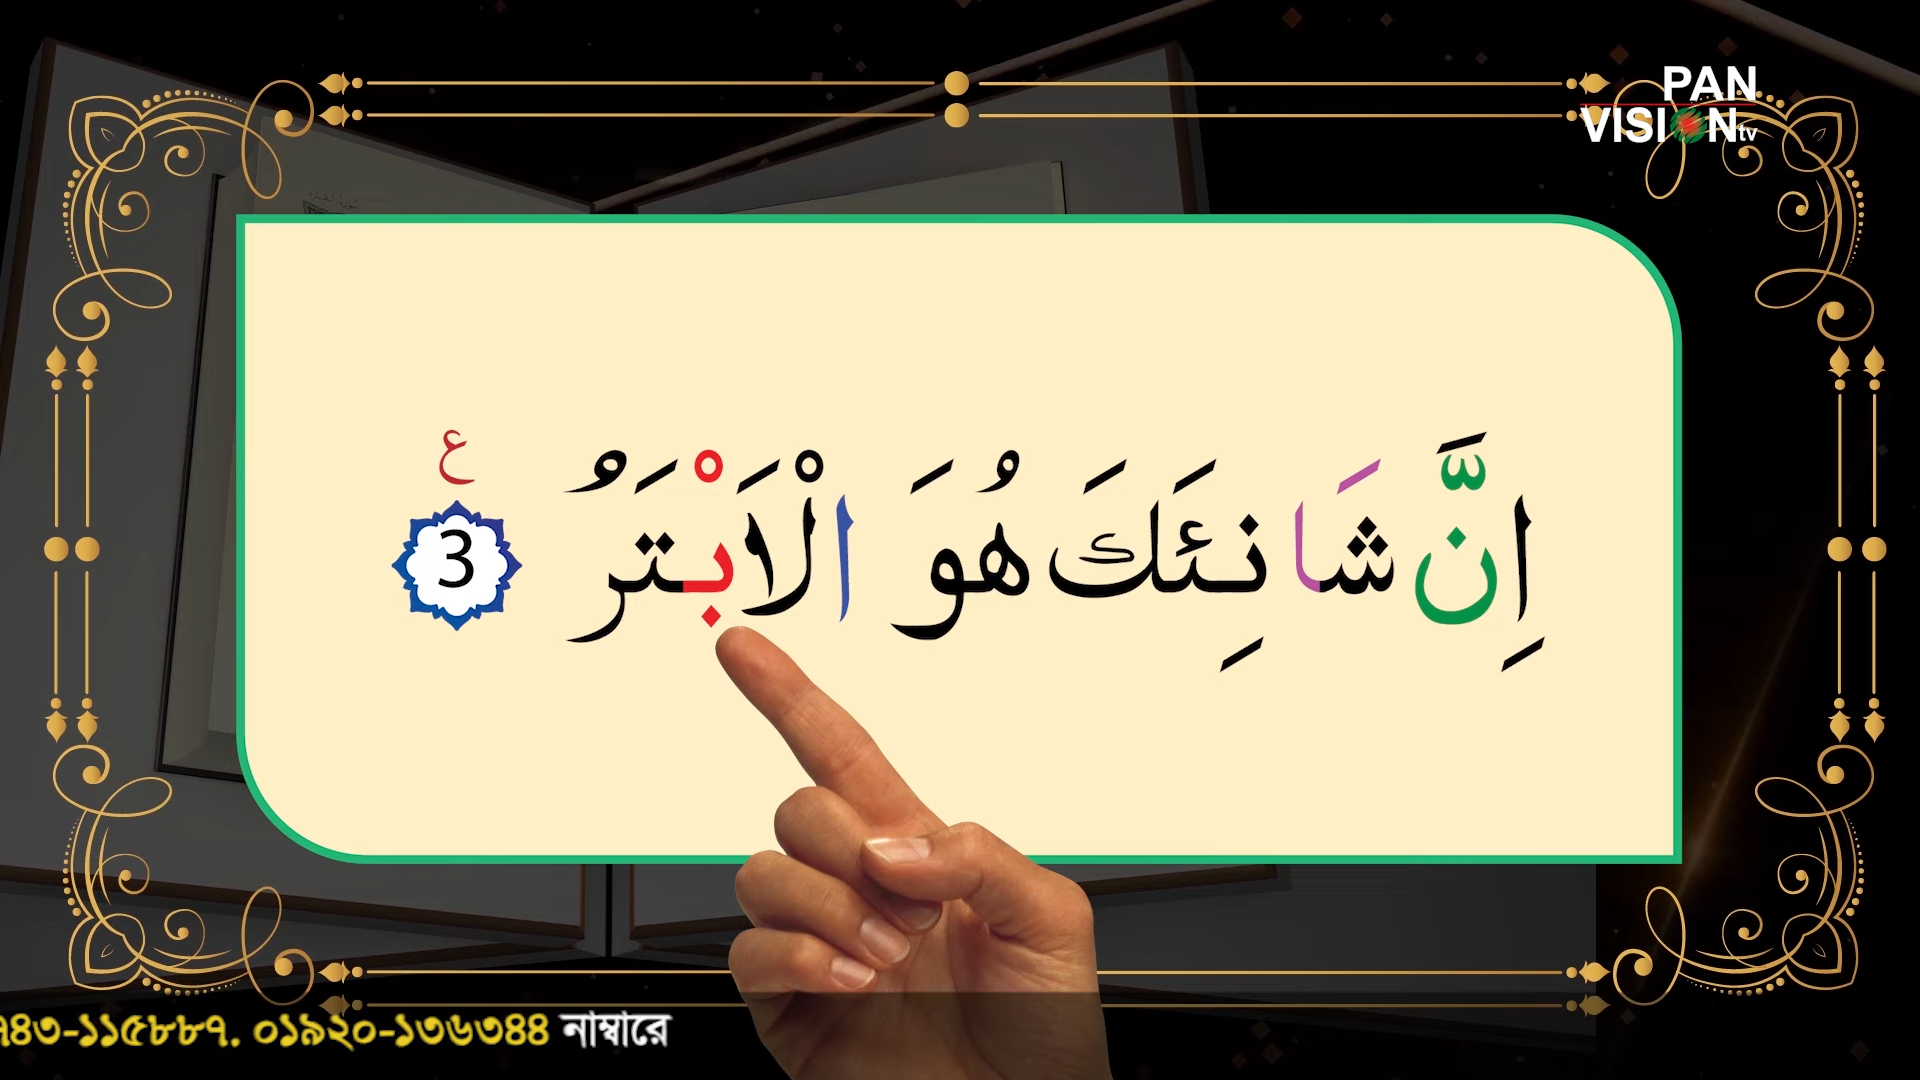 PAN
VISION tv
ع
اِنَّ شَانِئَكَ هُوَ الْاَبْتَرُ 3
৭৪৩-১১৫৮৮৭. ০১৯২০-১৩৬৩৪৪ নাম্বারে